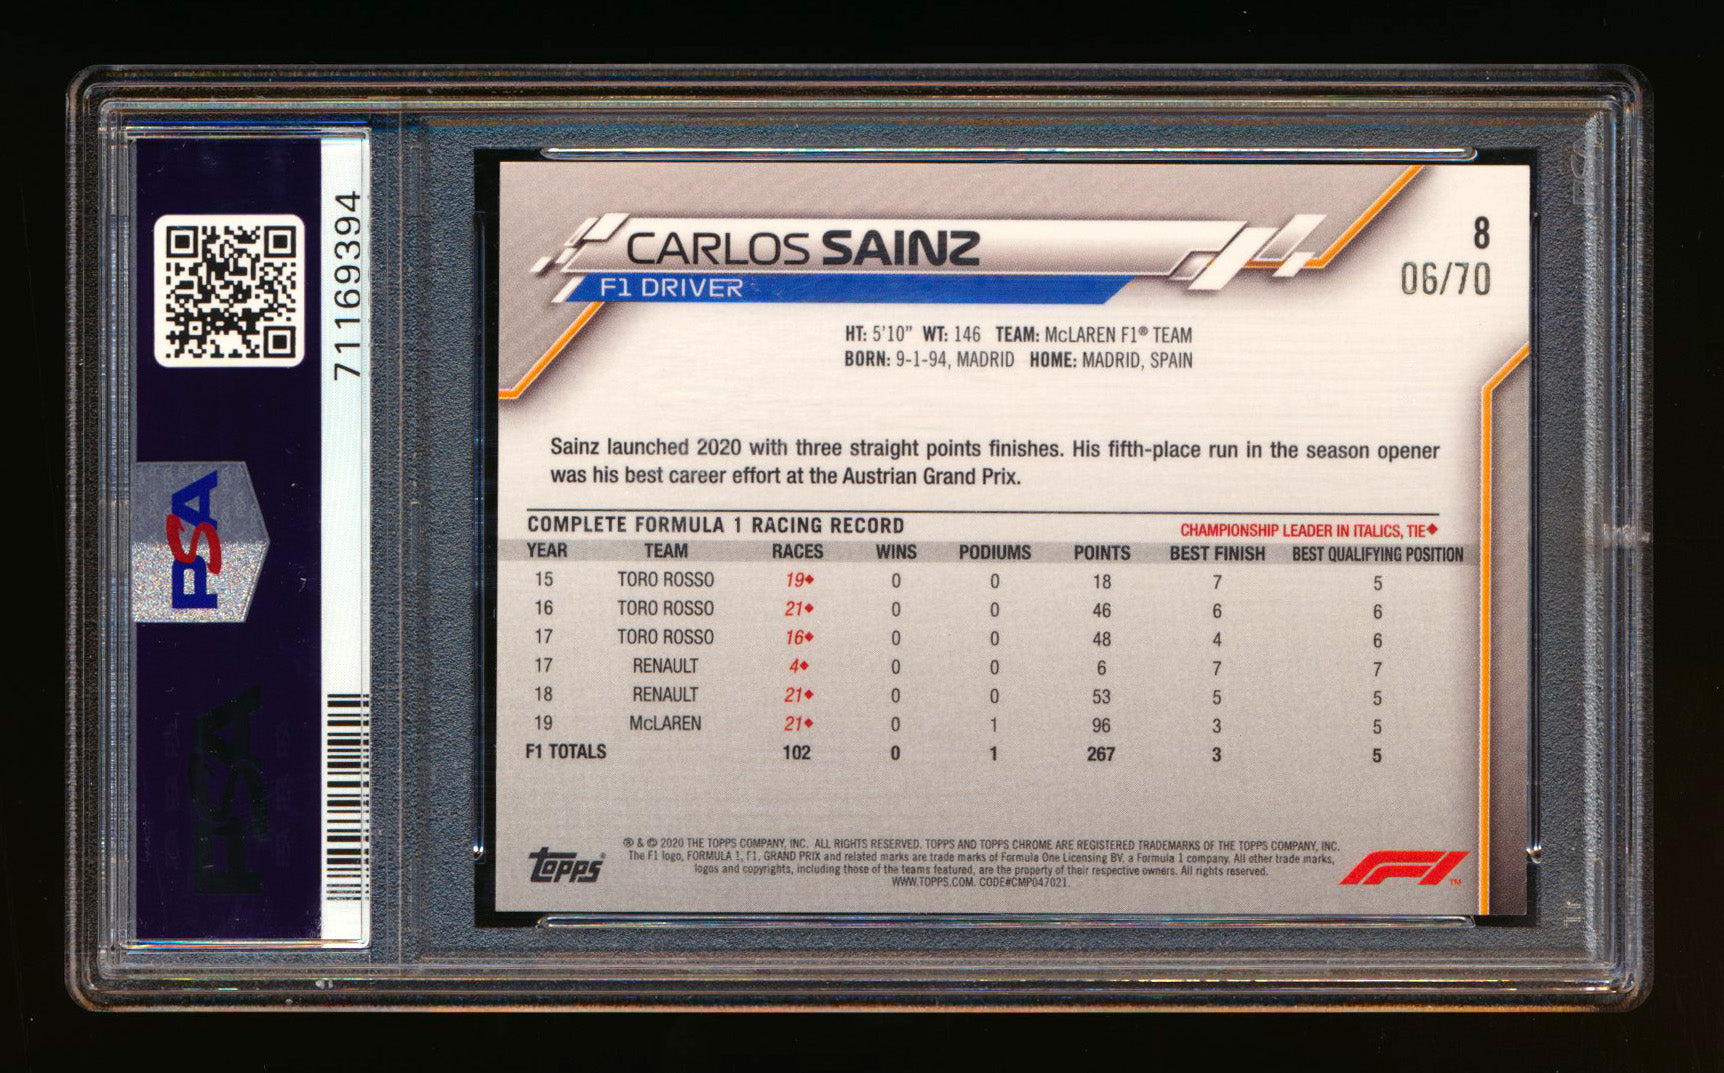 71169394
PSA
PSA
CARLOS SAINZ
F1 DRIVER
8
06/70
HT: 5'10" WT: 146 TEAM: McLAREN F1® TEAM
BORN: 9-1-94, MADRID HOME: MADRID, SPAIN
Sainz launched 2020 with three straight points finishes. His fifth-place run in the season opener
was his best career effort at the Austrian Grand Prix.
COMPLETE FORMULA 1 RACING RECORD
CHAMPIONSHIP LEADER IN ITALICS, TIE◆
YEAR TEAM RACES WINS PODIUMS POINTS BEST FINISH BEST QUALIFYING POSITION
15 TORO ROSSO 19◆ 0 0 18 7 5
16 TORO ROSSO 21◆ 0 0 46 6 6
17 TORO ROSSO 16◆ 0 0 48 4 6
17 RENAULT 4◆ 0 0 6 7 7
18 RENAULT 21◆ 0 0 53 5 5
19 McLAREN 21◆ 0 1 96 3 5
F1 TOTALS 102 0 1 267 3 5
topps®
® & © 2020 THE TOPPS COMPANY, INC. ALL RIGHTS RESERVED. TOPPS AND TOPPS CHROME ARE REGISTERED TRADEMARKS OF THE TOPPS COMPANY, INC.
The F1 logo, FORMULA 1, F1, GRAND PRIX and related marks are trade marks of Formula One Licensing BV, a Formula 1 company. All other trade marks,
logos and copyrights, including those of the teams featured, are the property of their respective owners. All rights reserved.
WWW.TOPPS.COM. CODE#CMP047021
F1™